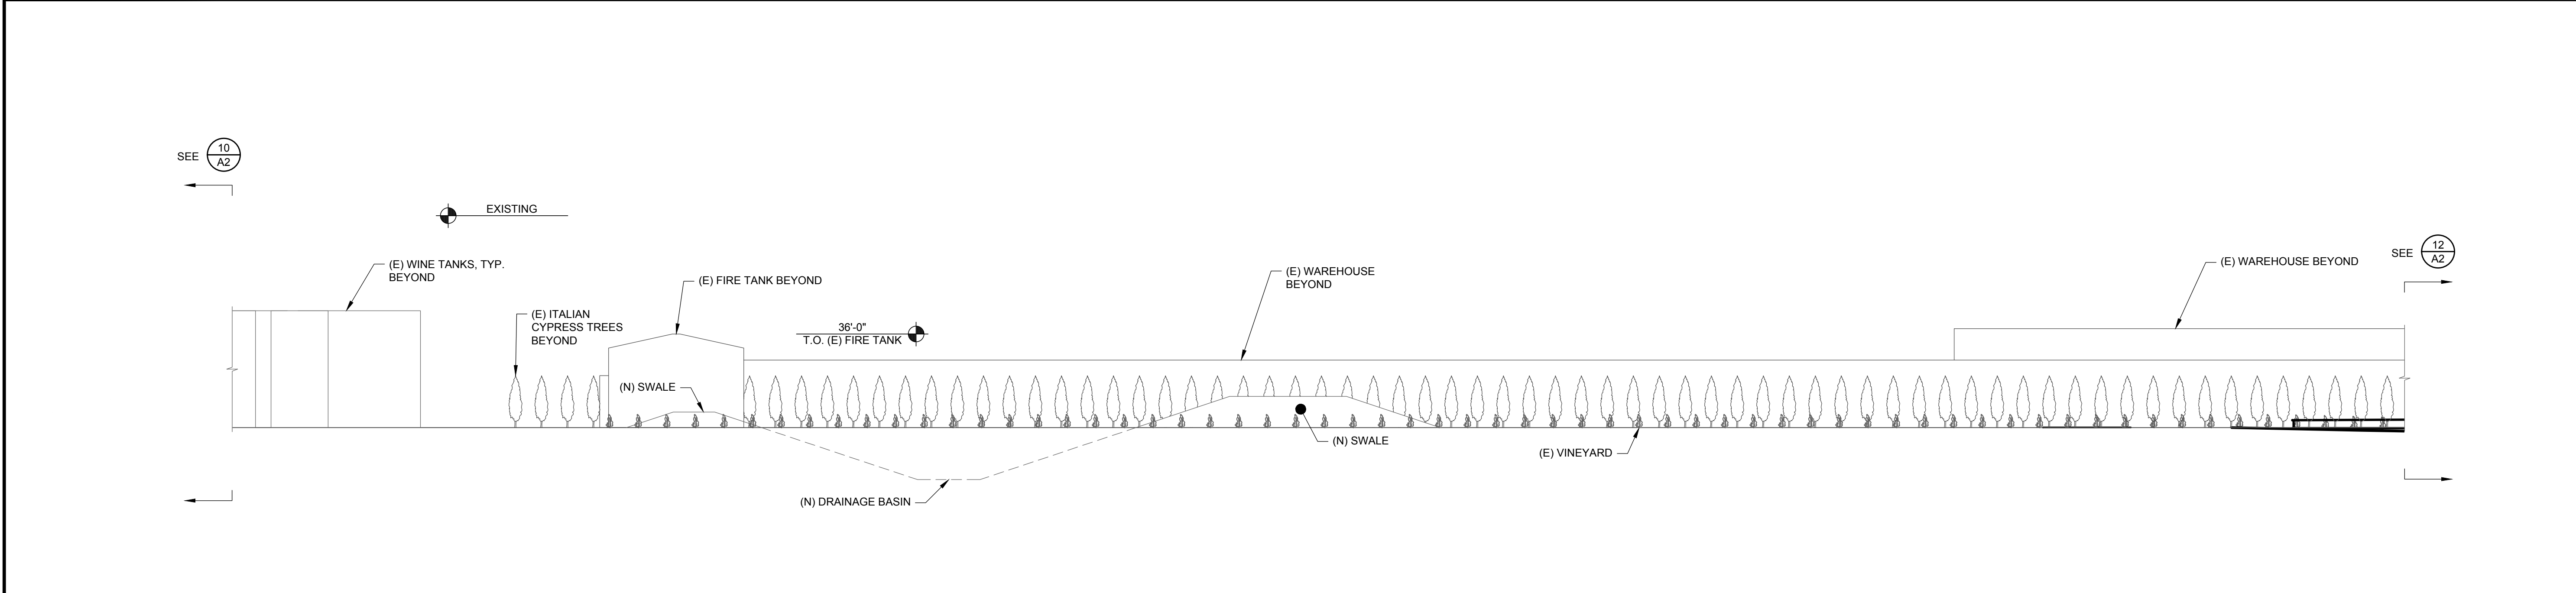 SEE
10
A2
EXISTING
(E) WINE TANKS, TYP.
BEYOND
(E) ITALIAN
CYPRESS TREES
BEYOND
(E) FIRE TANK BEYOND
(N) SWALE
36'-0"
T.O. (E) FIRE TANK
(N) DRAINAGE BASIN
(E) WAREHOUSE
BEYOND
(N) SWALE
(E) VINEYARD
(E) WAREHOUSE BEYOND
SEE
12
A2